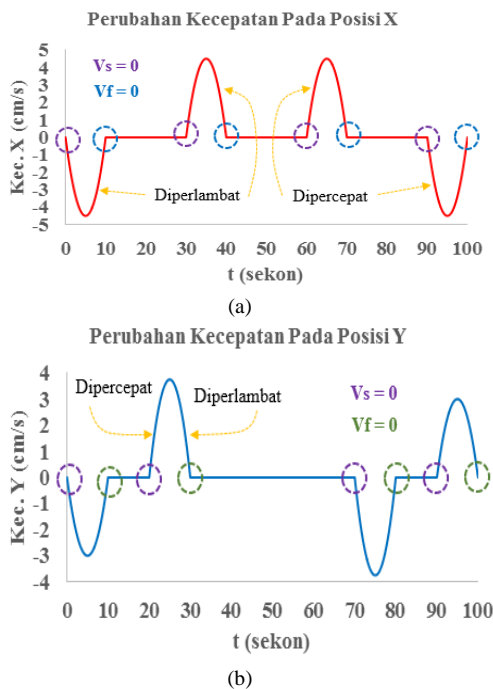 Perubahan Kecepatan Pada Posisi X
Kec. X (cm/s)
5
4
3
2
1
0
-1
-2
-3
-4
-5
Vs = 0
Vf = 0
Diperlambat
Dipercepat
0 10 20 30 40 50 60 70 80 90 100
t (sekon)
(a)
Perubahan Kecepatan Pada Posisi Y
Kec. Y (cm/s)
4
3
2
1
0
-1
-2
-3
-4
Dipercepat
Diperlambat
Vs = 0
Vf = 0
0 10 20 30 40 50 60 70 80 90 100
t (sekon)
(b)